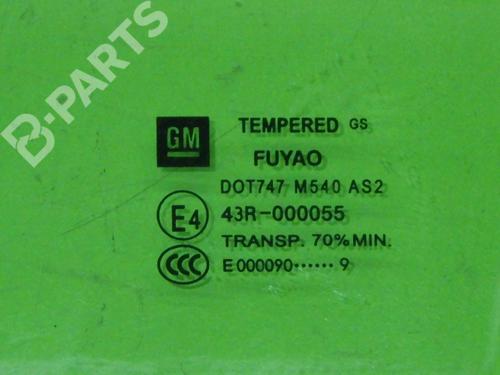 B-PARTS
GM TEMPERED GS
FUYAO
DOT747 M540 AS2
E4 43R-000055
TRANSP. 70% MIN.
CCC E000090······9